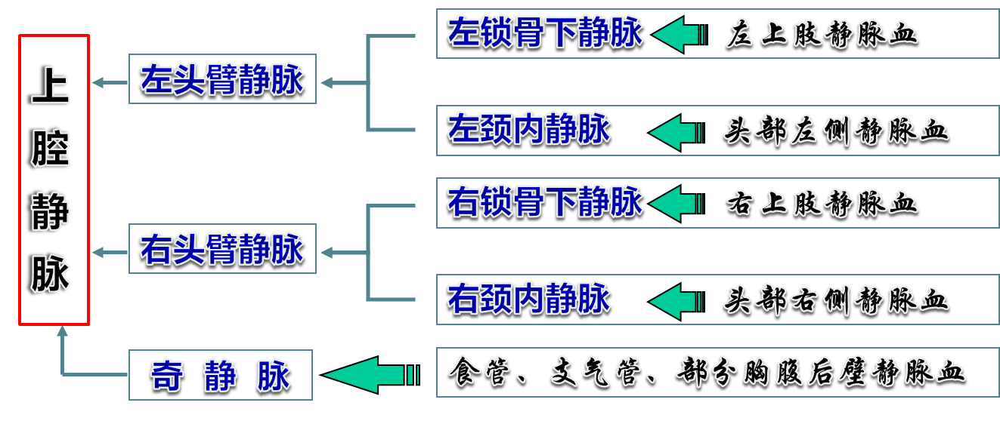 上腔静脉
左头臂静脉
左锁骨下静脉 左上肢静脉血
左颈内静脉 头部左侧静脉血
右头臂静脉
右锁骨下静脉 右上肢静脉血
右颈内静脉 头部右侧静脉血
奇静脉
食管、支气管、部分胸腹后壁静脉血